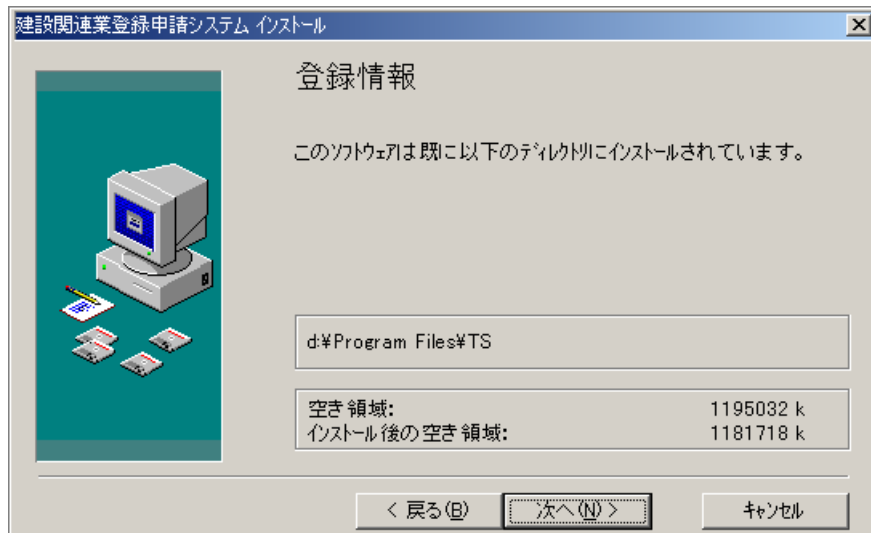 建設関連業登録申請システム ｲﾝｽﾄｰﾙ
登録情報
このｿﾌﾄｳｪｱは既に以下のﾃﾞｨﾚｸﾄﾘにｲﾝｽﾄｰﾙされています。
d:¥Program Files¥TS
空き領域: 1195032 k
ｲﾝｽﾄｰﾙ後の空き領域: 1181718 k
< 戻る(B) 次へ(N) > ｷｬﾝｾﾙ